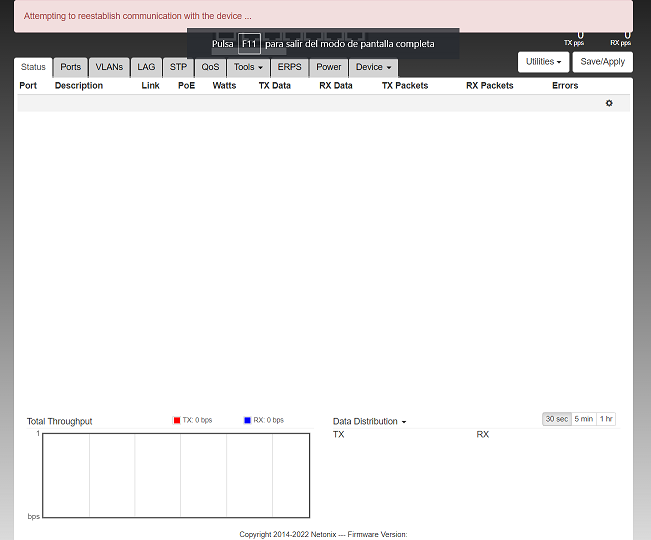 Attempting to reestablish communication with the device ...
0 0
TX pps RX pps
Pulsa F11 para salir del modo de pantalla completa
Status Ports VLANs LAG STP QoS Tools ERPS Power Device Utilities Save/Apply
Port Description Link PoE Watts TX Data RX Data TX Packets RX Packets Errors
Total Throughput TX: 0 bps RX: 0 bps Data Distribution 30 sec 5 min 1 hr
1 TX RX
bps
Copyright 2014-2022 Netonix --- Firmware Version: